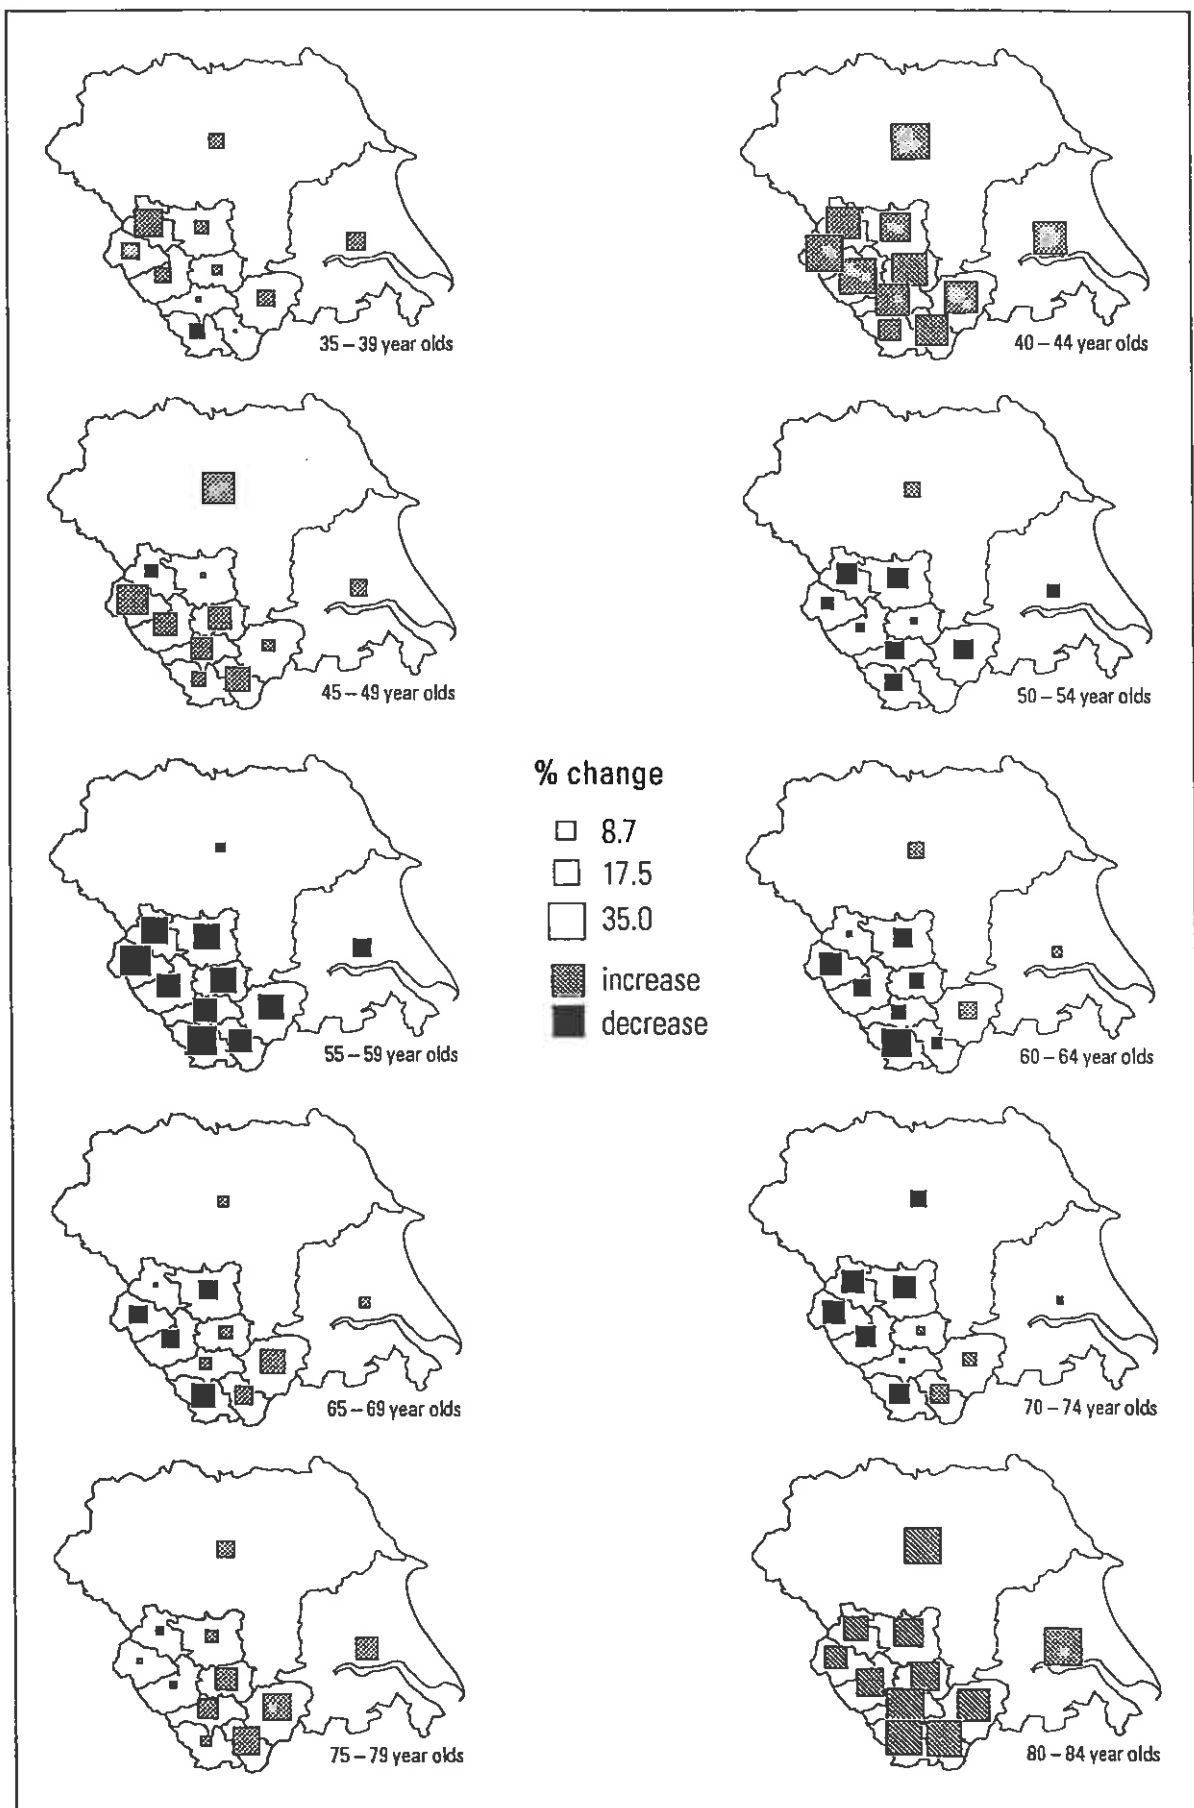 35 – 39 year olds
40 – 44 year olds
45 – 49 year olds
50 – 54 year olds
% change
8.7
17.5
35.0
increase
decrease
55 – 59 year olds
60 – 64 year olds
65 – 69 year olds
70 – 74 year olds
75 – 79 year olds
80 – 84 year olds